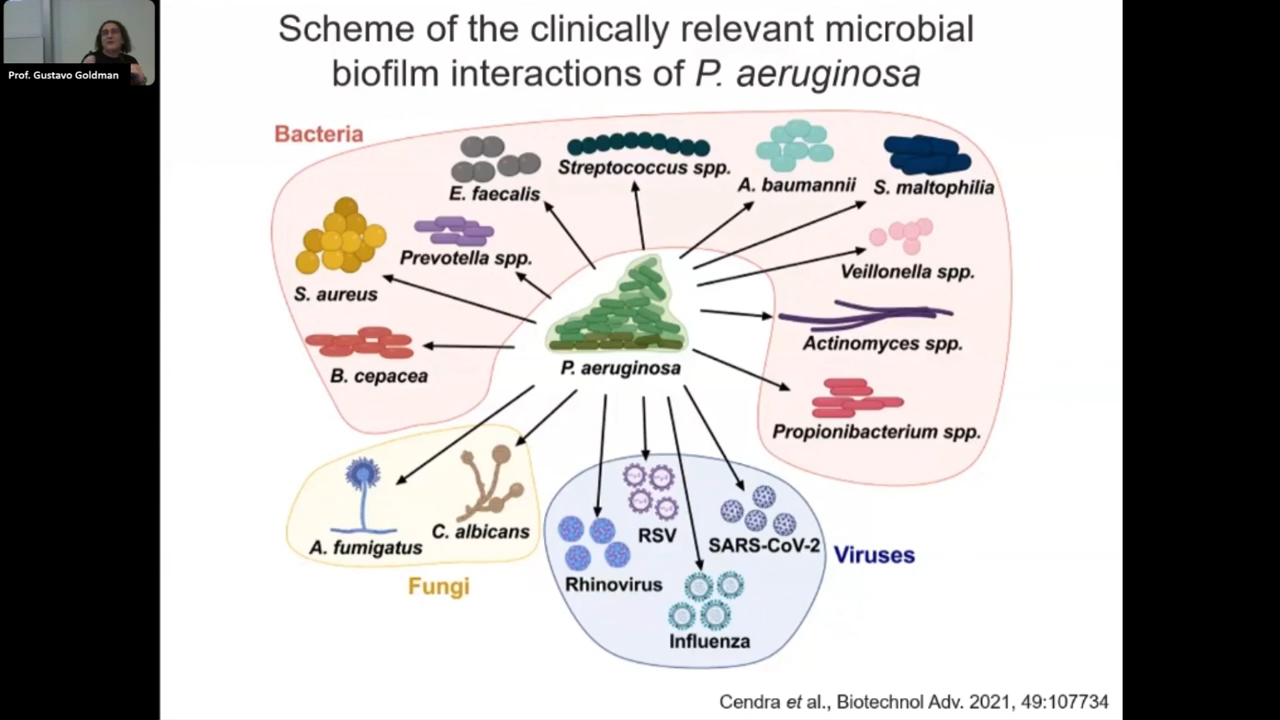 Prof. Gustavo Goldman
Scheme of the clinically relevant microbial
biofilm interactions of P. aeruginosa
Bacteria
E. faecalis
Streptococcus spp.
A. baumannii
S. maltophilia
Prevotella spp.
Veillonella spp.
S. aureus
Actinomyces spp.
B. cepacea
P. aeruginosa
Propionibacterium spp.
A. fumigatus
C. albicans
Fungi
RSV
SARS-CoV-2
Viruses
Rhinovirus
Influenza
Cendra et al., Biotechnol Adv. 2021, 49:107734